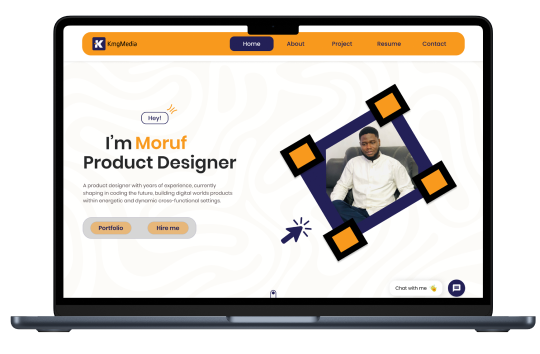 KmgMedia
Home
About
Project
Resume
Contact
Hey!
I'm Moruf
Product Designer
A product designer with years of experience, currently
shaping in coding the future, building digital worlds products
within energetic and dynamic cross-functional settings.
Portfolio
Hire me
Chat with me